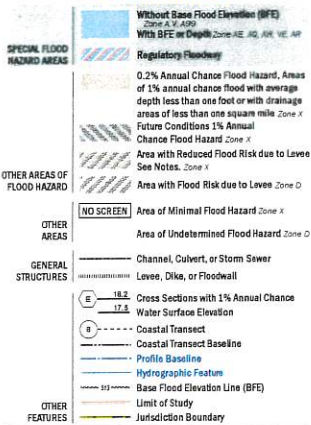 Without Base Flood Elevation (BFE)
Zone A, V, A99
With BFE or Depth Zone AE, AO, AH, VE, AR
SPECIAL FLOOD
HAZARD AREAS
Regulatory Floodway
0.2% Annual Chance Flood Hazard, Areas
of 1% annual chance flood with average
depth less than one foot or with drainage
areas of less than one square mile Zone X
Future Conditions 1% Annual
Chance Flood Hazard Zone X
Area with Reduced Flood Risk due to Levee
See Notes. Zone X
OTHER AREAS OF
FLOOD HAZARD
Area with Flood Risk due to Levee Zone D
NO SCREEN Area of Minimal Flood Hazard Zone X
OTHER
AREAS
Area of Undetermined Flood Hazard Zone D
GENERAL
STRUCTURES
Channel, Culvert, or Storm Sewer
Levee, Dike, or Floodwall
E 18.2 Cross Sections with 1% Annual Chance
17.5 Water Surface Elevation
8 Coastal Transect
Coastal Transect Baseline
Profile Baseline
Hydrographic Feature
513 Base Flood Elevation Line (BFE)
OTHER
FEATURES
Limit of Study
Jurisdiction Boundary